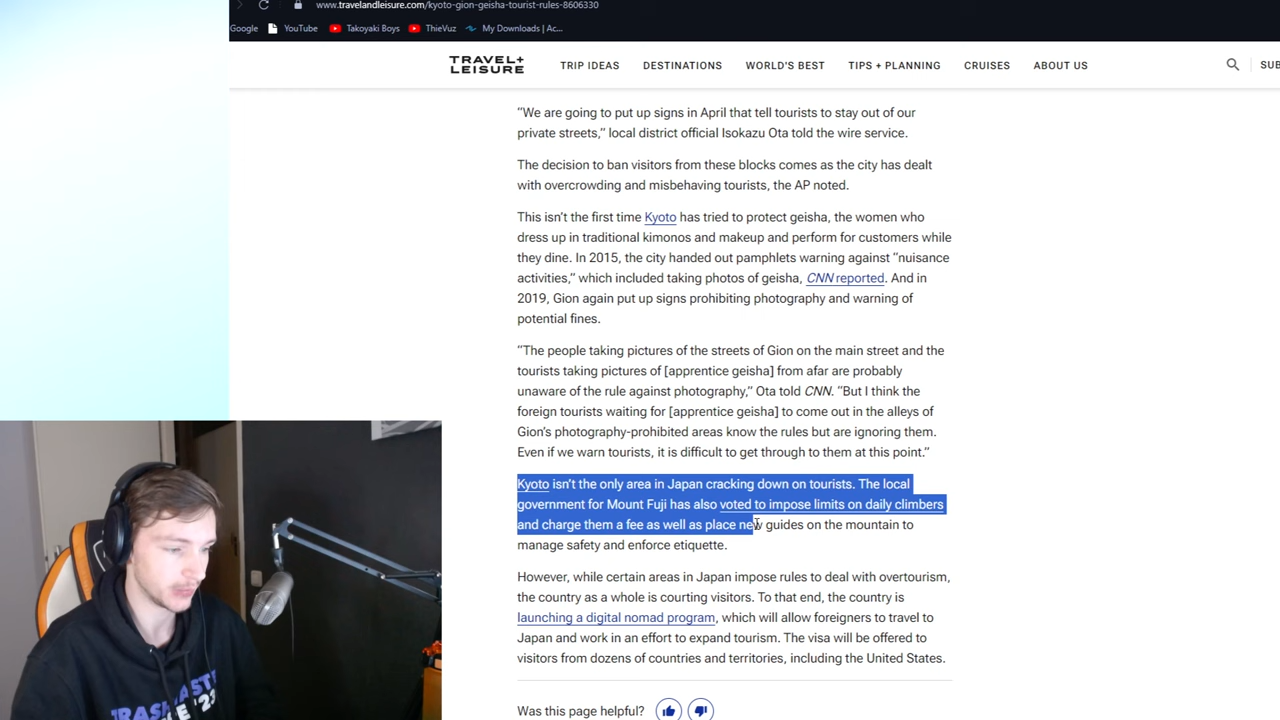 www.travelandleisure.com/kyoto-gion-geisha-tourist-rules-8606330
Google YouTube Takoyaki Boys ThieVuz My Downloads | Ac...
TRAVEL+
LEISURE
TRIP IDEAS DESTINATIONS WORLD'S BEST TIPS + PLANNING CRUISES ABOUT US SUB
“We are going to put up signs in April that tell tourists to stay out of our
private streets,” local district official Isokazu Ota told the wire service.
The decision to ban visitors from these blocks comes as the city has dealt
with overcrowding and misbehaving tourists, the AP noted.
This isn’t the first time Kyoto has tried to protect geisha, the women who
dress up in traditional kimonos and makeup and perform for customers while
they dine. In 2015, the city handed out pamphlets warning against “nuisance
activities,” which included taking photos of geisha, CNN reported. And in
2019, Gion again put up signs prohibiting photography and warning of
potential fines.
“The people taking pictures of the streets of Gion on the main street and the
tourists taking pictures of [apprentice geisha] from afar are probably
unaware of the rule against photography,” Ota told CNN. “But I think the
foreign tourists waiting for [apprentice geisha] to come out in the alleys of
Gion’s photography-prohibited areas know the rules but are ignoring them.
Even if we warn tourists, it is difficult to get through to them at this point.”
Kyoto isn’t the only area in Japan cracking down on tourists. The local
government for Mount Fuji has also voted to impose limits on daily climbers
and charge them a fee as well as place new guides on the mountain to
manage safety and enforce etiquette.
However, while certain areas in Japan impose rules to deal with overtourism,
the country as a whole is courting visitors. To that end, the country is
launching a digital nomad program, which will allow foreigners to travel to
Japan and work in an effort to expand tourism. The visa will be offered to
visitors from dozens of countries and territories, including the United States.
Was this page helpful?